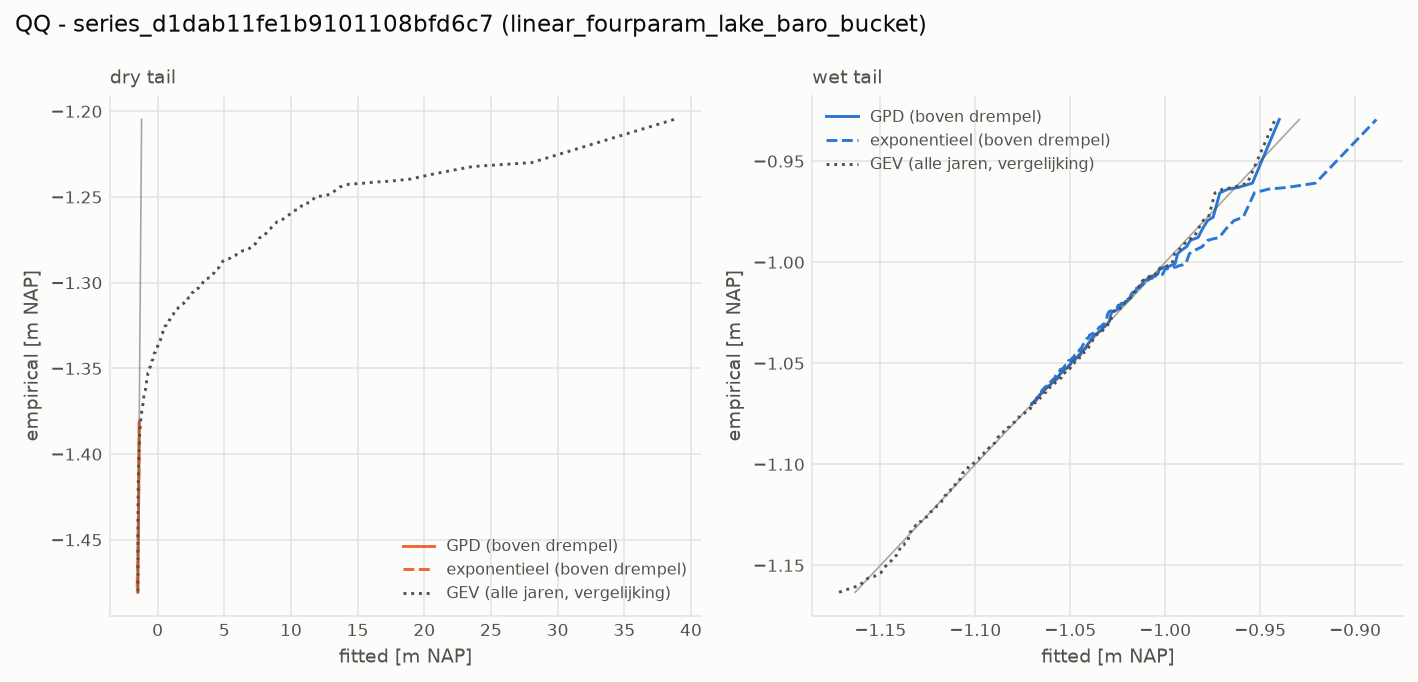 QQ - series_d1dab11fe1b9101108bfd6c7 (linear_fourparam_lake_baro_bucket)
dry tail
−1.20
−1.25
−1.30
−1.35
−1.40
−1.45
empirical [m NAP]
GPD (boven drempel)
exponentieel (boven drempel)
GEV (alle jaren, vergelijking)
0 5 10 15 20 25 30 35 40
fitted [m NAP]
wet tail
GPD (boven drempel)
exponentieel (boven drempel)
GEV (alle jaren, vergelijking)
−0.95
−1.00
−1.05
−1.10
−1.15
empirical [m NAP]
−1.15 −1.10 −1.05 −1.00 −0.95 −0.90
fitted [m NAP]